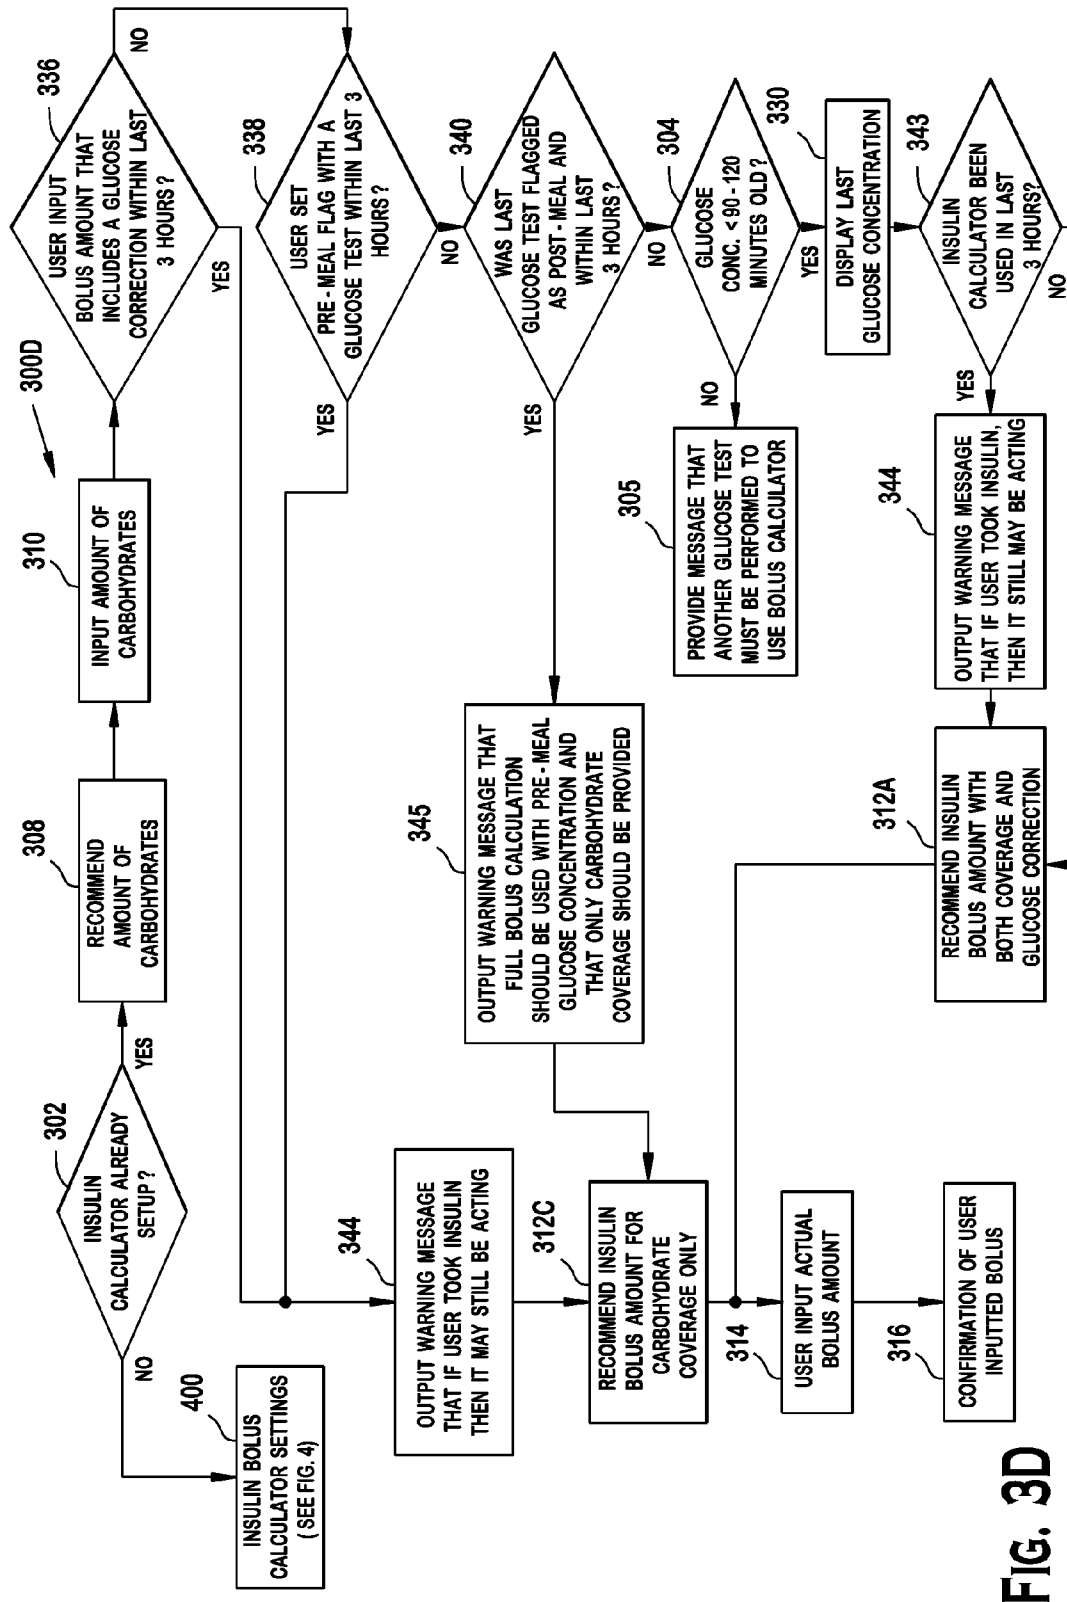 300D
302
INSULIN
CALCULATOR ALREADY
SETUP?
NO
YES
400
INSULIN BOLUS
CALCULATOR SETTINGS
( SEE FIG. 4)
308
RECOMMEND
AMOUNT OF
CARBOHYDRATES
310
INPUT AMOUNT OF
CARBOHYDRATES
336
USER INPUT
BOLUS AMOUNT THAT
INCLUDES A GLUCOSE
CORRECTION WITHIN LAST
3 HOURS?
NO
YES
338
USER SET
PRE-MEAL FLAG WITH A
GLUCOSE TEST WITHIN LAST 3
HOURS?
YES
NO
344
OUTPUT WARNING MESSAGE
THAT IF USER TOOK INSULIN
THEN IT MAY STILL BE ACTING
340
WAS LAST
GLUCOSE TEST FLAGGED
AS POST-MEAL AND
WITHIN LAST
3 HOURS?
YES
NO
345
OUTPUT WARNING MESSAGE THAT
FULL BOLUS CALCULATION
SHOULD BE USED WITH PRE-MEAL
GLUCOSE CONCENTRATION AND
THAT ONLY CARBOHYDRATE
COVERAGE SHOULD BE PROVIDED
312C
RECOMMEND INSULIN
BOLUS AMOUNT FOR
CARBOHYDRATE
COVERAGE ONLY
304
GLUCOSE
CONC. < 90-120
MINUTES OLD?
NO
YES
305
PROVIDE MESSAGE THAT
ANOTHER GLUCOSE TEST
MUST BE PERFORMED TO
USE BOLUS CALCULATOR
330
DISPLAY LAST
GLUCOSE CONCENTRATION
314
USER INPUT ACTUAL
BOLUS AMOUNT
343
INSULIN
CALCULATOR BEEN
USED IN LAST
3 HOURS?
YES
NO
344
OUTPUT WARNING MESSAGE
THAT IF USER TOOK INSULIN,
THEN IT STILL MAY BE ACTING
312A
RECOMMEND INSULIN
BOLUS AMOUNT WITH
BOTH COVERAGE AND
GLUCOSE CORRECTION
316
CONFIRMATION OF USER
INPUTTED BOLUS
FIG. 3D